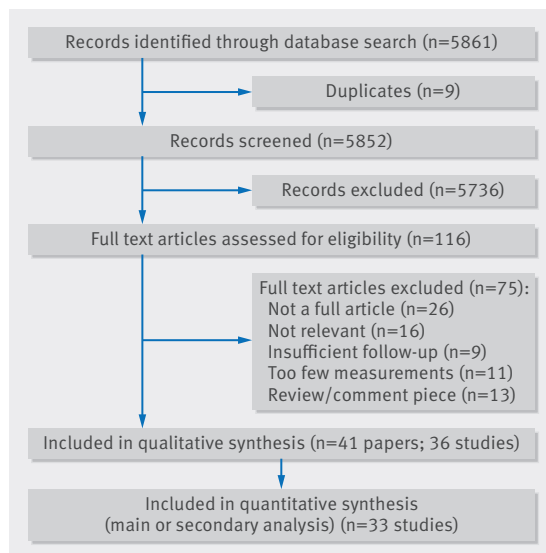 Records identified through database search (n=5861)
Duplicates (n=9)
Records screened (n=5852)
Records excluded (n=5736)
Full text articles assessed for eligibility (n=116)
Full text articles excluded (n=75):
Not a full article (n=26)
Not relevant (n=16)
Insufficient follow-up (n=9)
Too few measurements (n=11)
Review/comment piece (n=13)
Included in qualitative synthesis (n=41 papers; 36 studies)
Included in quantitative synthesis
(main or secondary analysis) (n=33 studies)